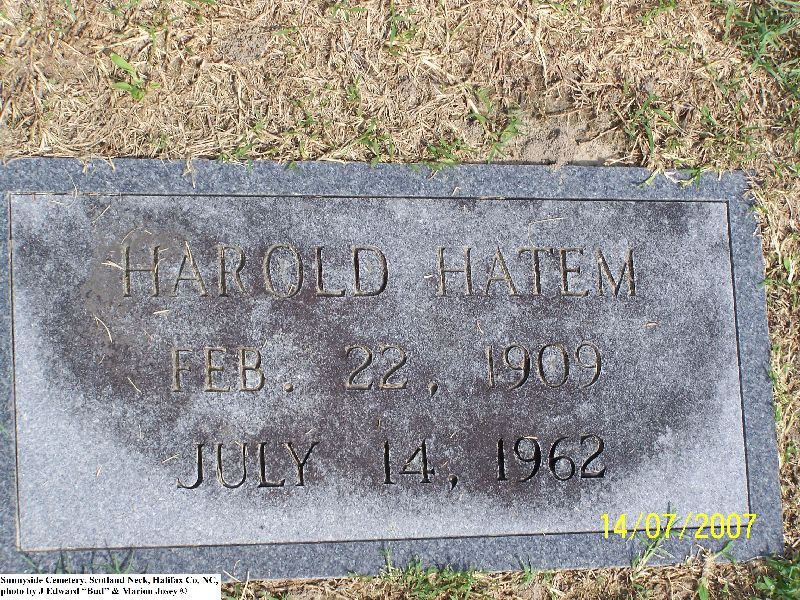 HAROLD HATEM
FEB. 22, 1909
JULY 14, 1962
14/07/2007
Sunnyside Cemetery, Scotland Neck, Halifax Co, NC,
photo by J Edward "Bud" & Marion Josey ©